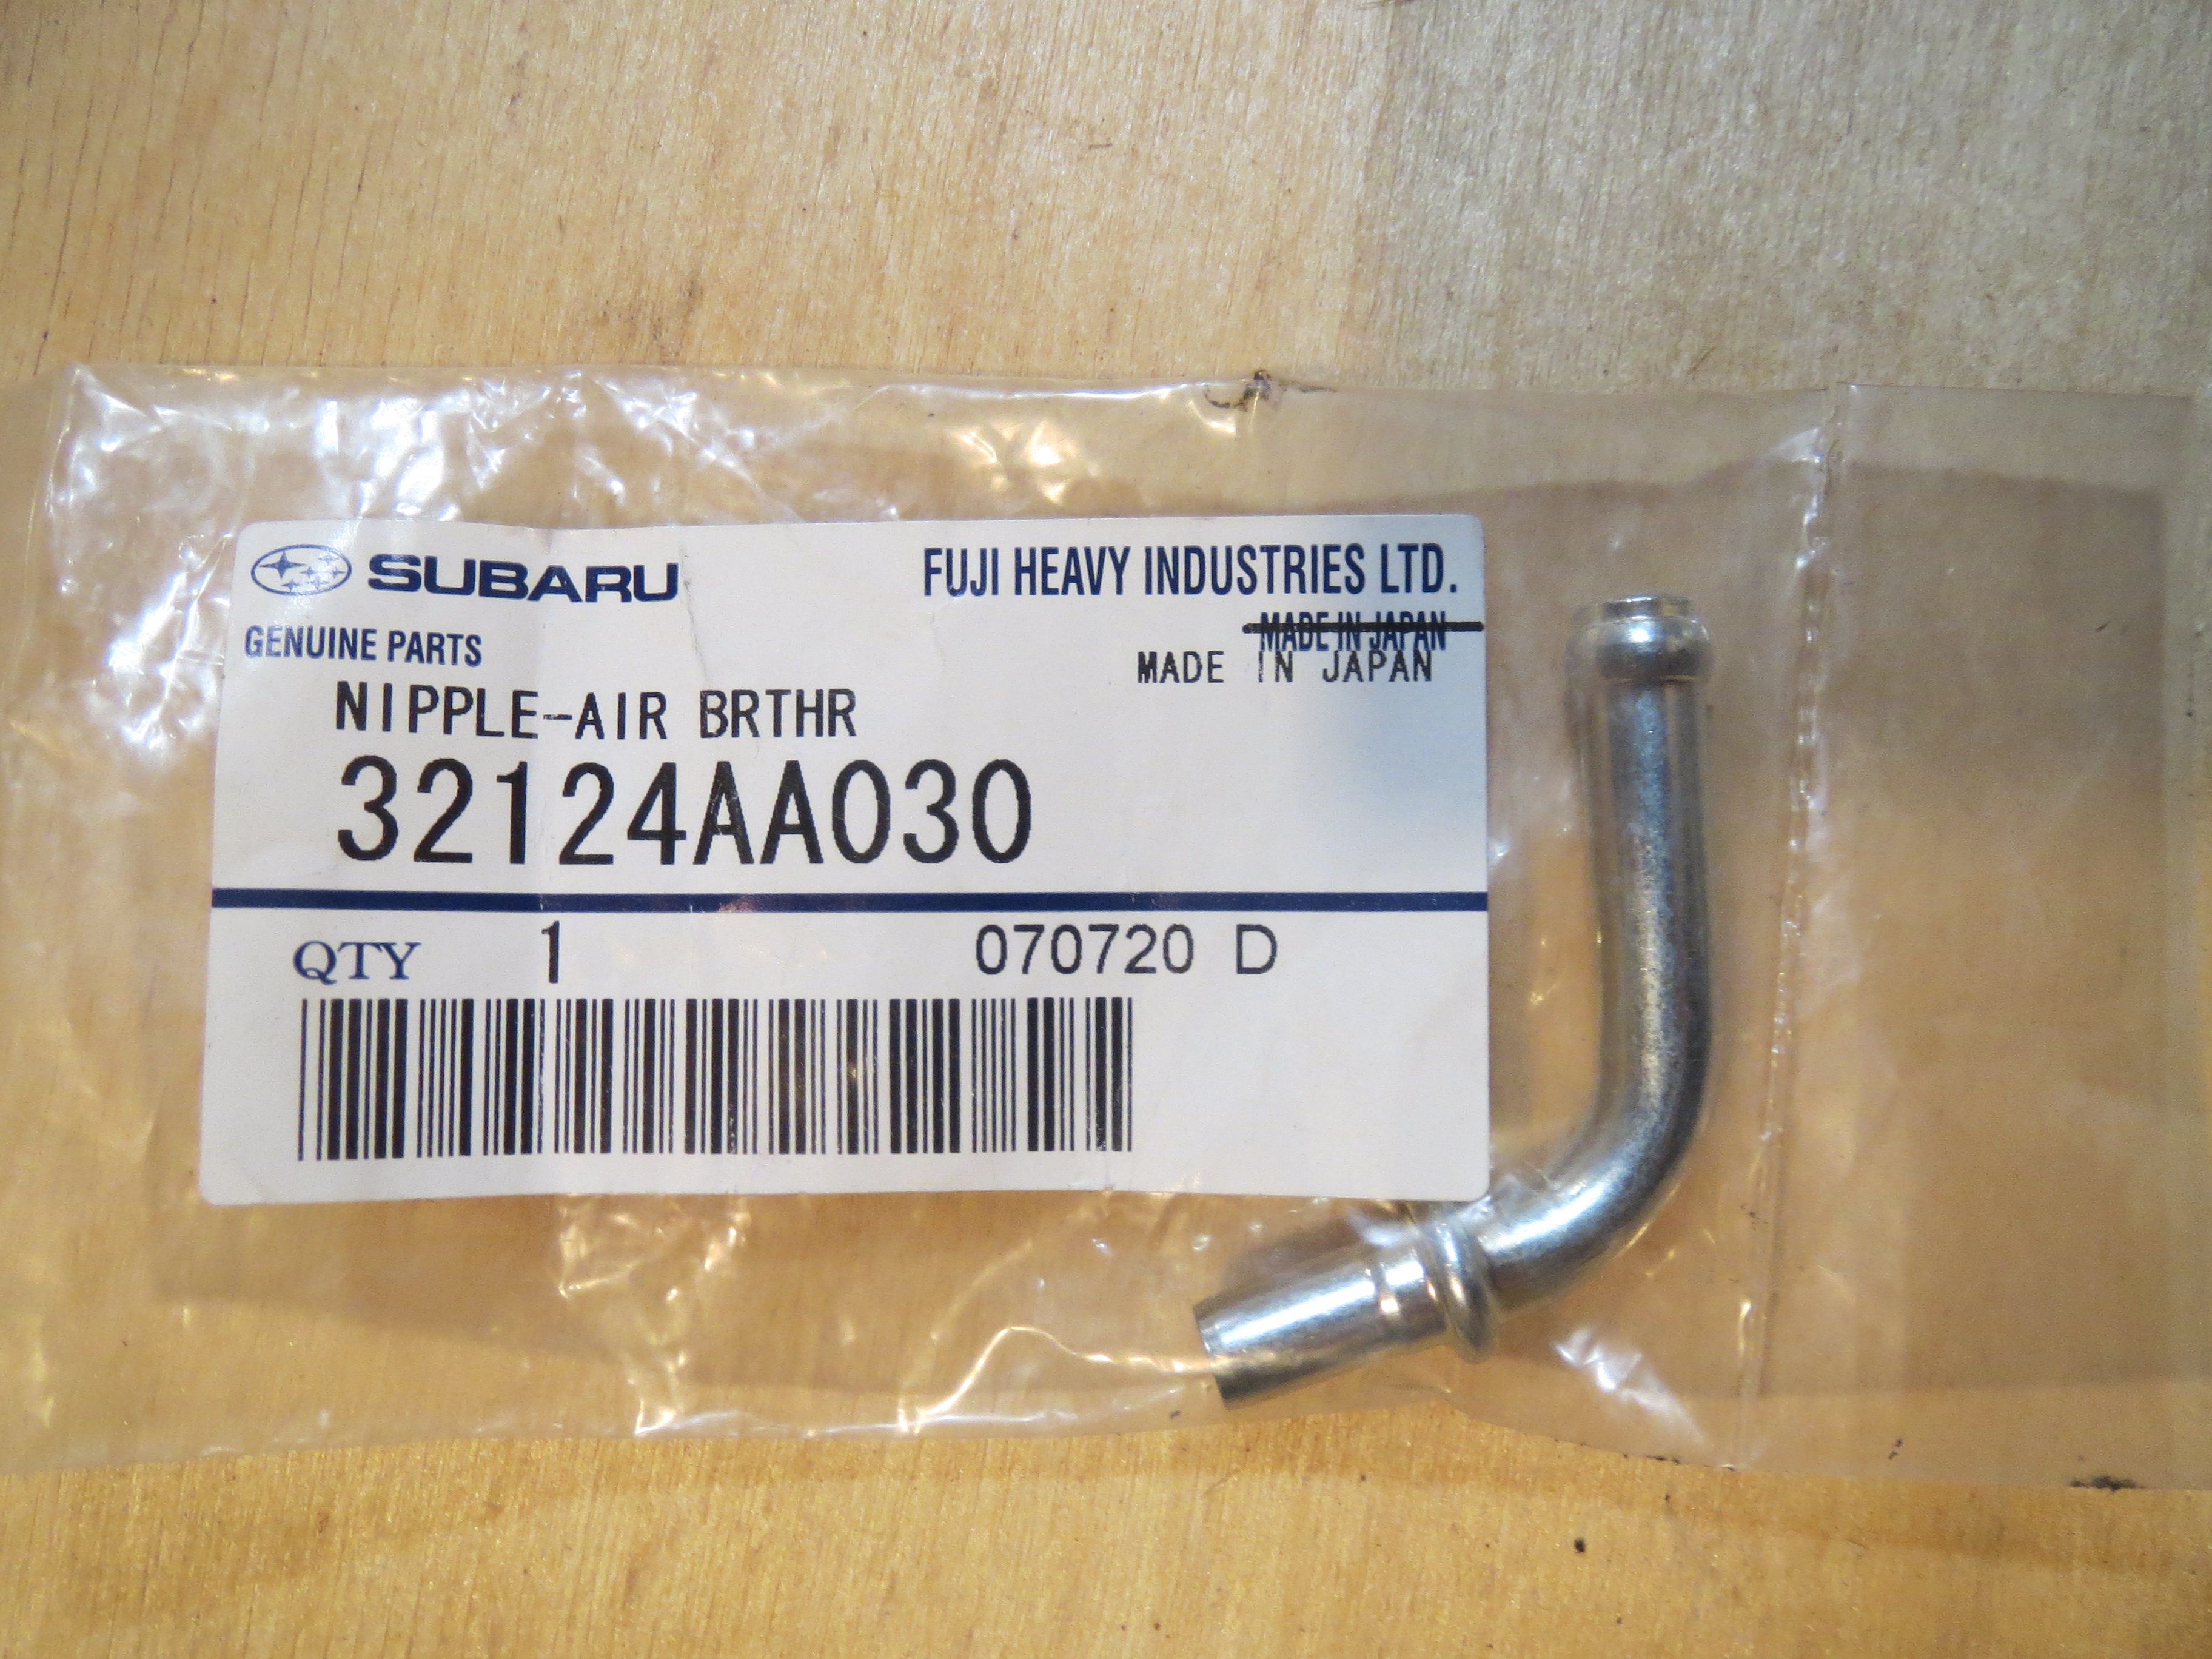 SUBARU
FUJI HEAVY INDUSTRIES LTD.
MADE IN JAPAN
GENUINE PARTS
MADE IN JAPAN
NIPPLE-AIR BRTHR
32124AA030
QTY 1 070720 D